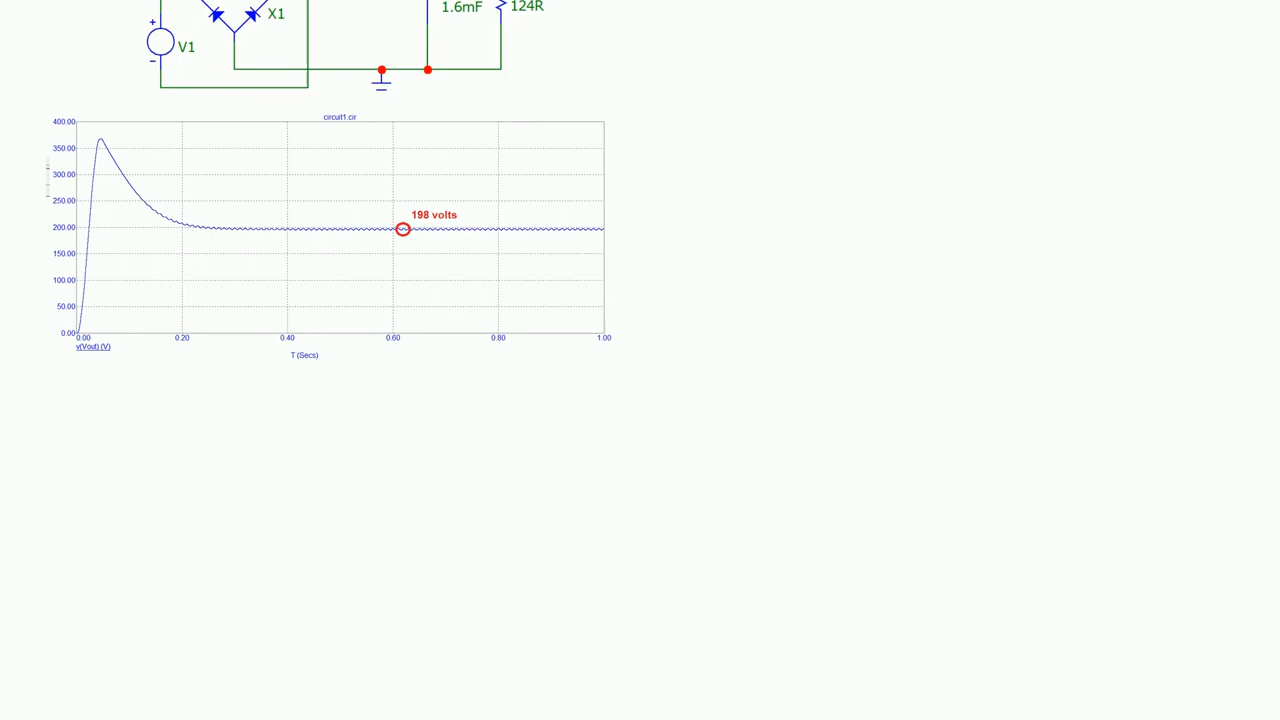 1.6mF
124R
X1
+
V1
-
circuit1.cir
400.00
350.00
300.00
250.00
200.00
150.00
100.00
50.00
0.00
198 volts
0.00
0.20
0.40
0.60
0.80
1.00
v(Vout) (V)
T (Secs)